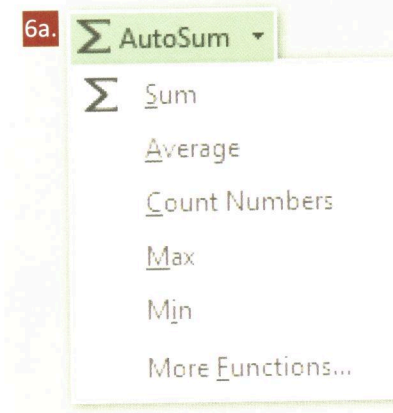 6a.
Σ AutoSum
Σ Sum
Average
Count Numbers
Max
Min
More Functions...